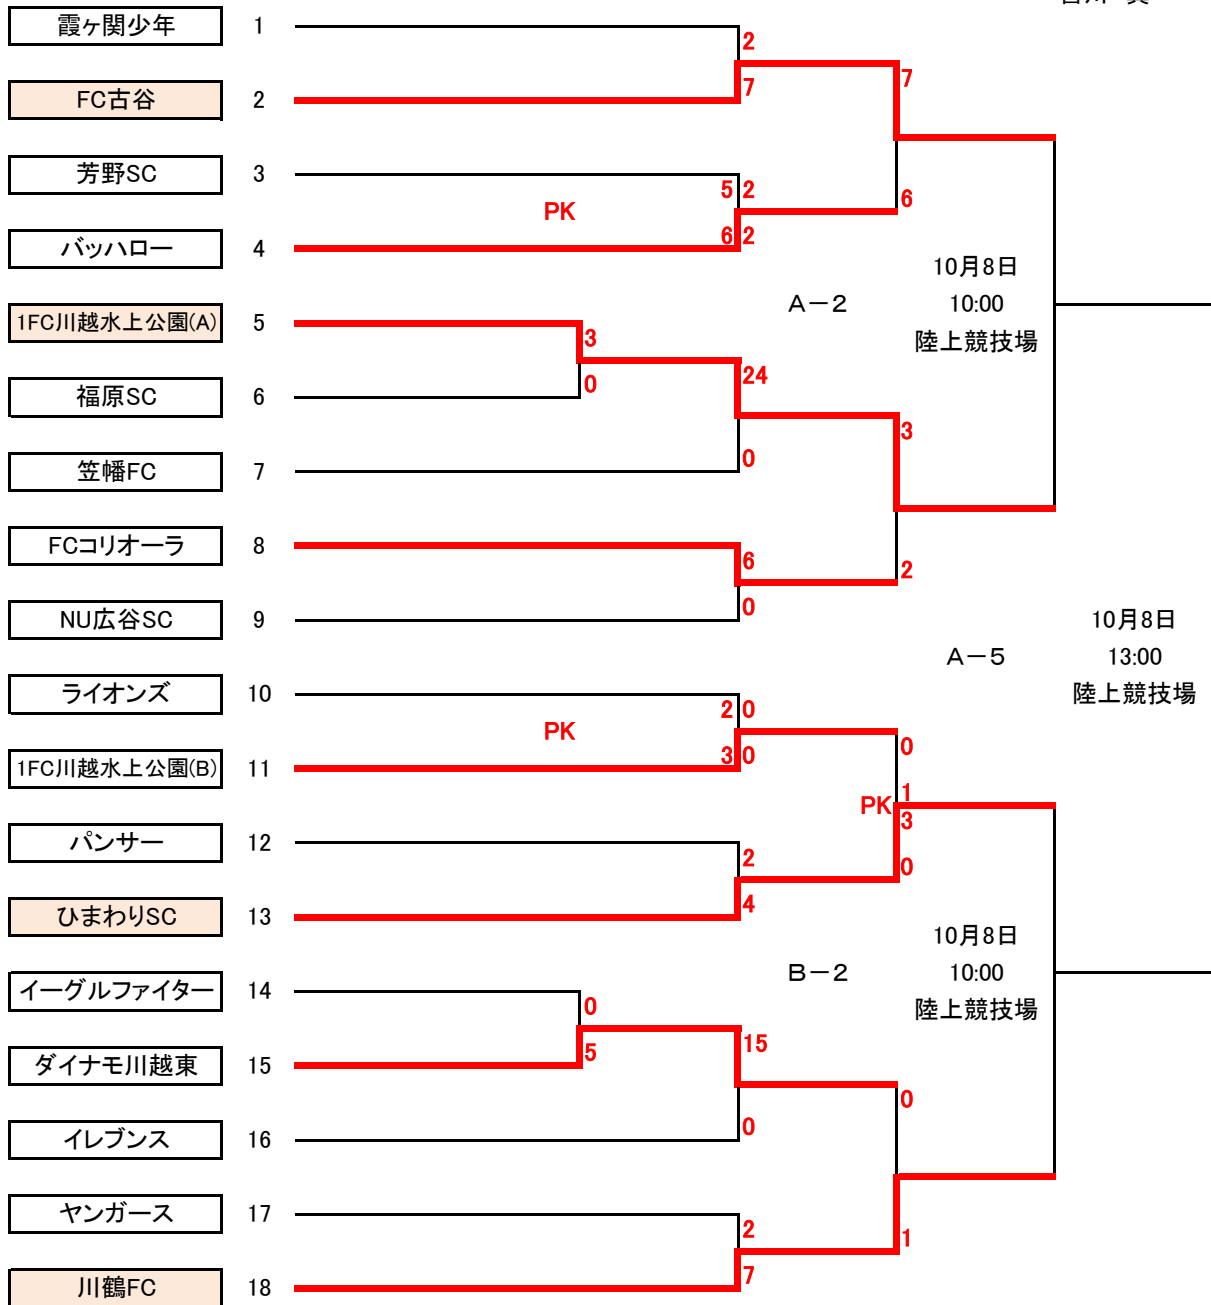 霞ヶ関少年 1
2
FC古谷 2
7
7
芳野SC 3
5 2
6
PK
バッハロー 4
6 2
10月8日
A-2 10:00
陸上競技場
1FC川越水上公園(A) 5
3
24
福原SC 6
0
3
笠幡FC 7
0
FCコリオーラ 8
6
2
NU広谷SC 9
0
10月8日
A-5 13:00
陸上競技場
ライオンズ 10
2 0
PK
0
1FC川越水上公園(B) 11
3 0
1
PK
3
パンサー 12
2
0
ひまわりSC 13
4
10月8日
B-2 10:00
陸上競技場
イーグルファイター 14
0
15
ダイナモ川越東 15
5
0
イレブンス 16
0
ヤンガース 17
2
1
川鶴FC 18
7